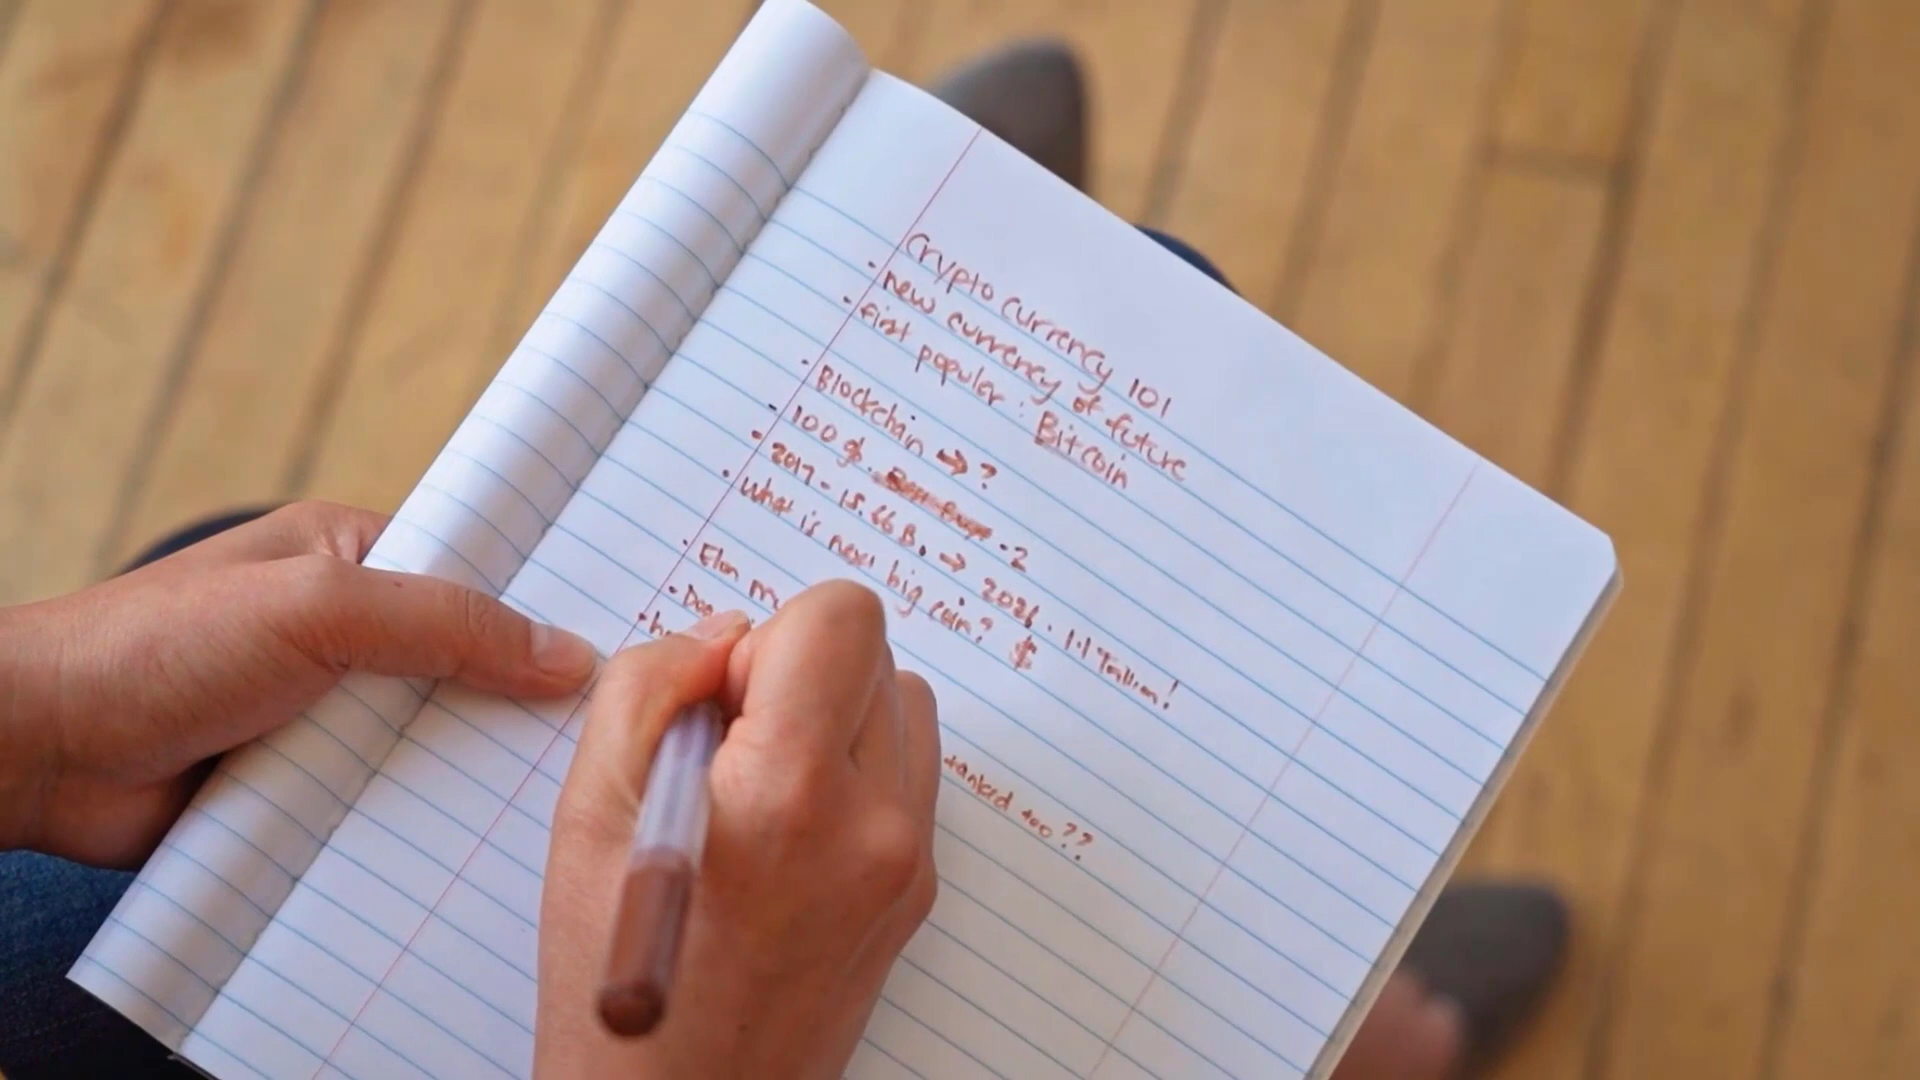 Crypto currency 101
- new currency of future
- first popular : Bitcoin
- Blockchain → ?
- 100 $. -2
- 2017 - 15.66 B. → 2021. 1.1 Trillion!
- What is next big coin? $
- Elon
tanked too ??